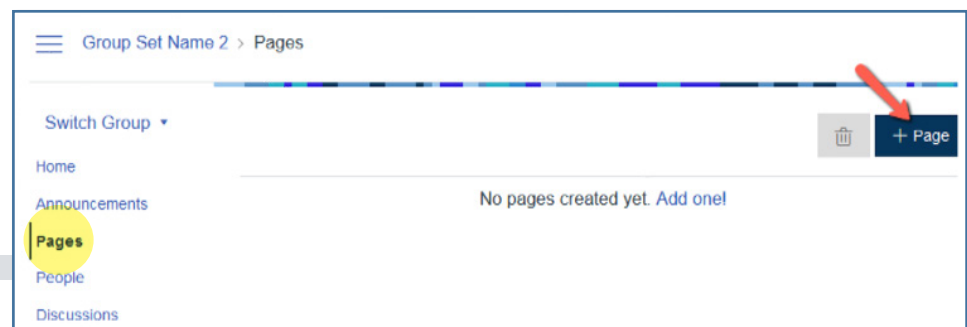 Group Set Name 2 > Pages
Switch Group
+ Page
Home
No pages created yet. Add one!
Announcements
Pages
People
Discussions